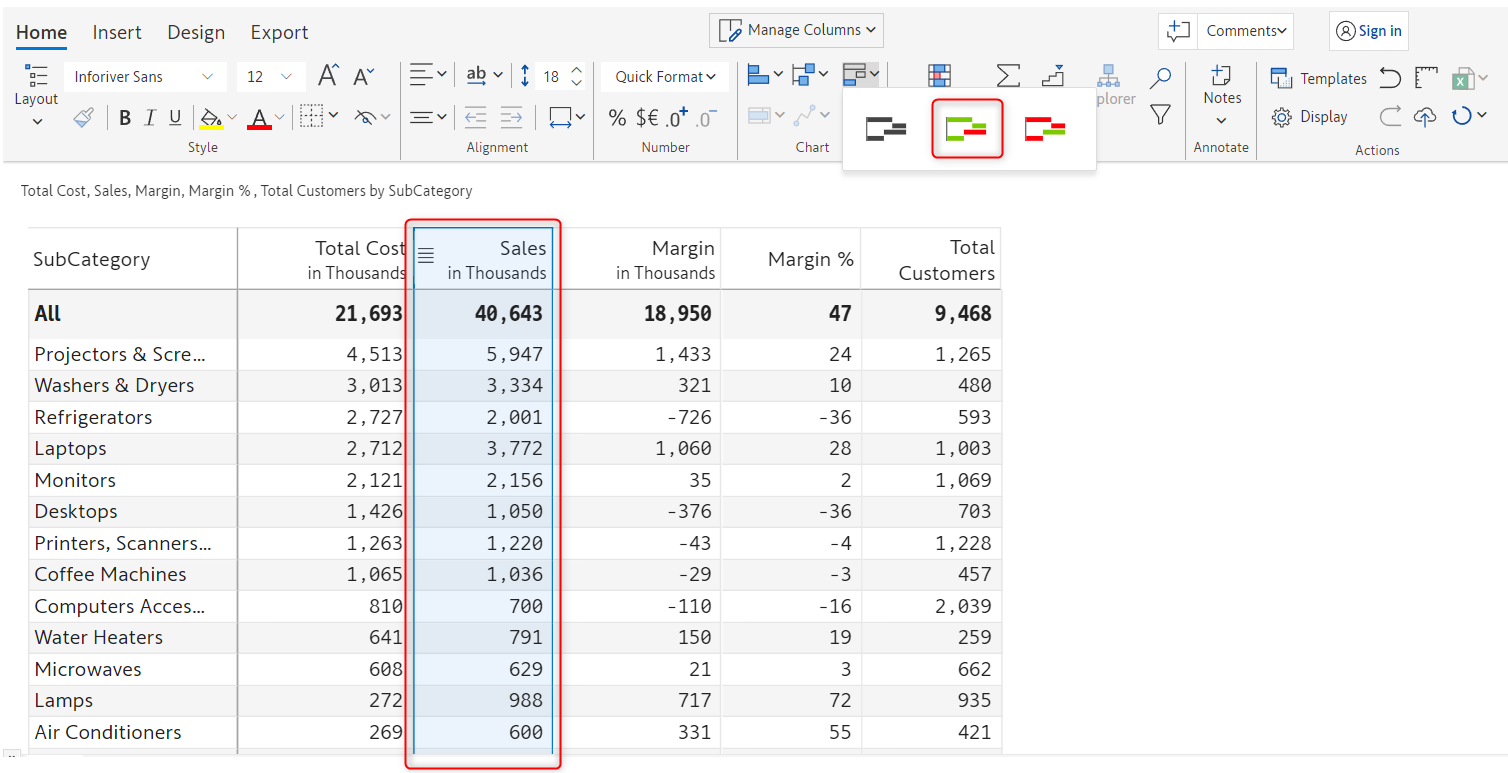 Home Insert Design Export Manage Columns Comments Sign in
Inforiver Sans 12 ab 18 Quick Format Templates
Layout plorer Notes
B I U A % $€ .0+ .0- Display
Style Alignment Number Chart Annotate Actions
Total Cost, Sales, Margin, Margin % , Total Customers by SubCategory
SubCategory Total Cost in Thousands Sales in Thousands Margin in Thousands Margin % Total Customers
All 21,693 40,643 18,950 47 9,468
Projectors & Scre... 4,513 5,947 1,433 24 1,265
Washers & Dryers 3,013 3,334 321 10 480
Refrigerators 2,727 2,001 -726 -36 593
Laptops 2,712 3,772 1,060 28 1,003
Monitors 2,121 2,156 35 2 1,069
Desktops 1,426 1,050 -376 -36 703
Printers, Scanners... 1,263 1,220 -43 -4 1,228
Coffee Machines 1,065 1,036 -29 -3 457
Computers Acces... 810 700 -110 -16 2,039
Water Heaters 641 791 150 19 259
Microwaves 608 629 21 3 662
Lamps 272 988 717 72 935
Air Conditioners 269 600 331 55 421